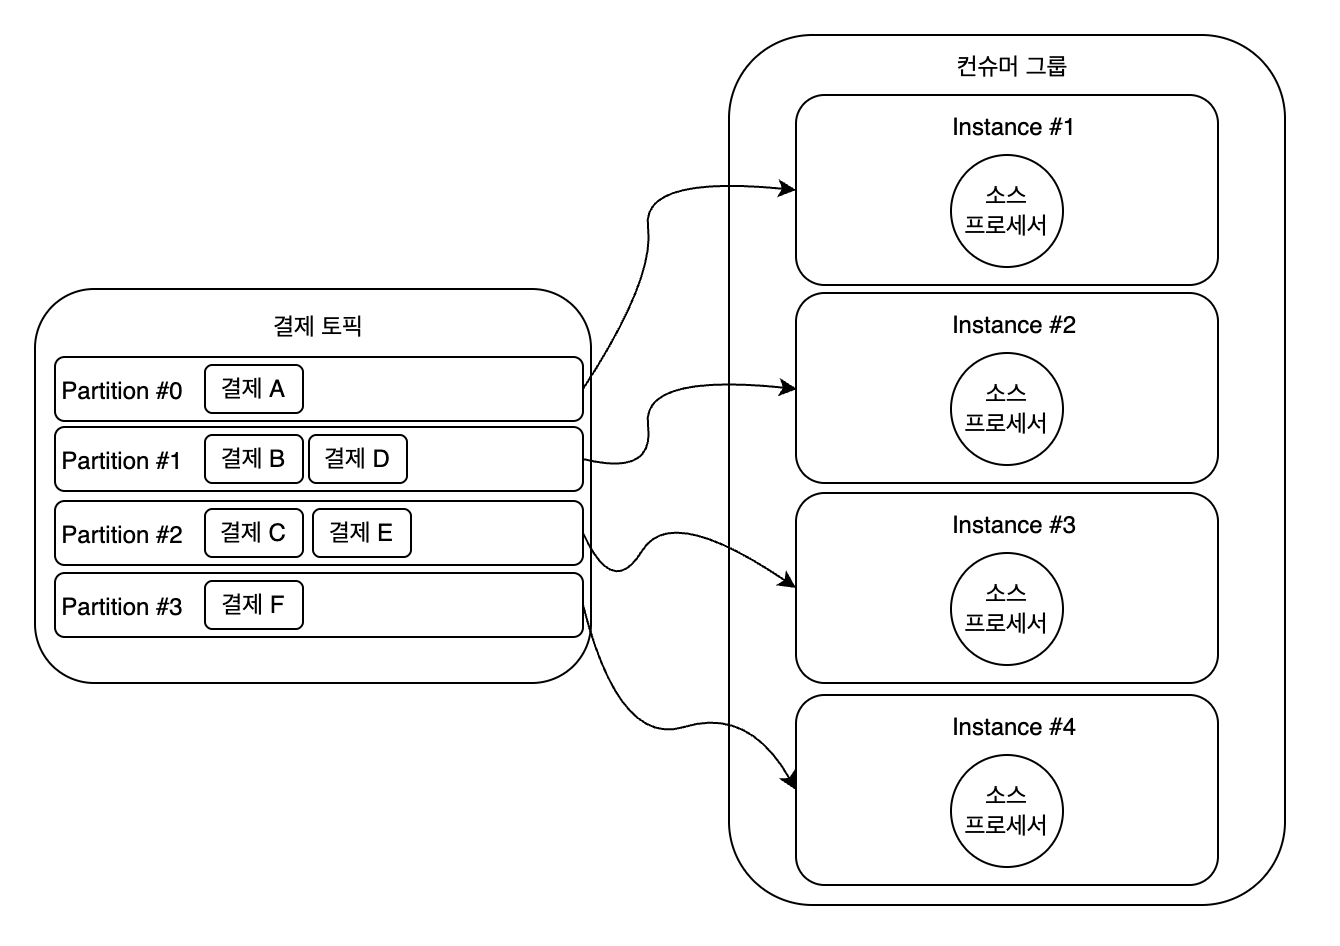 결제 토픽
Partition #0 결제 A
Partition #1 결제 B 결제 D
Partition #2 결제 C 결제 E
Partition #3 결제 F
컨슈머 그룹
Instance #1
소스
프로세서
Instance #2
소스
프로세서
Instance #3
소스
프로세서
Instance #4
소스
프로세서